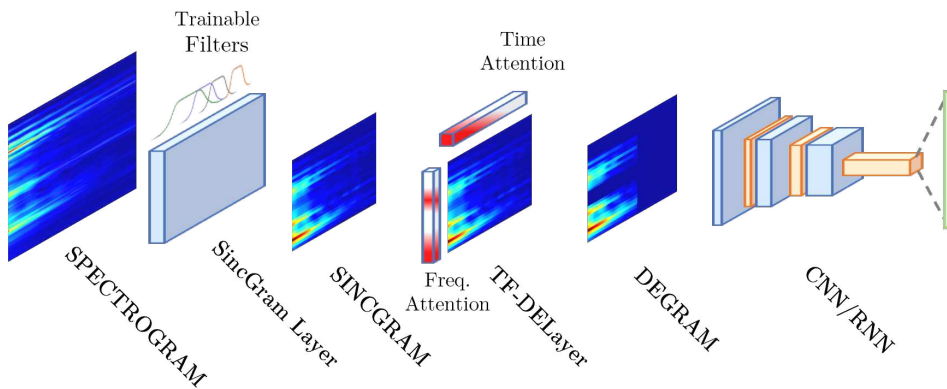 Trainable
Filters
Time
Attention
Freq.
Attention
SPECTROGRAM
SincGram Layer
SINCGRAM
TF-DELayer
DEGRAM
CNN/RNN